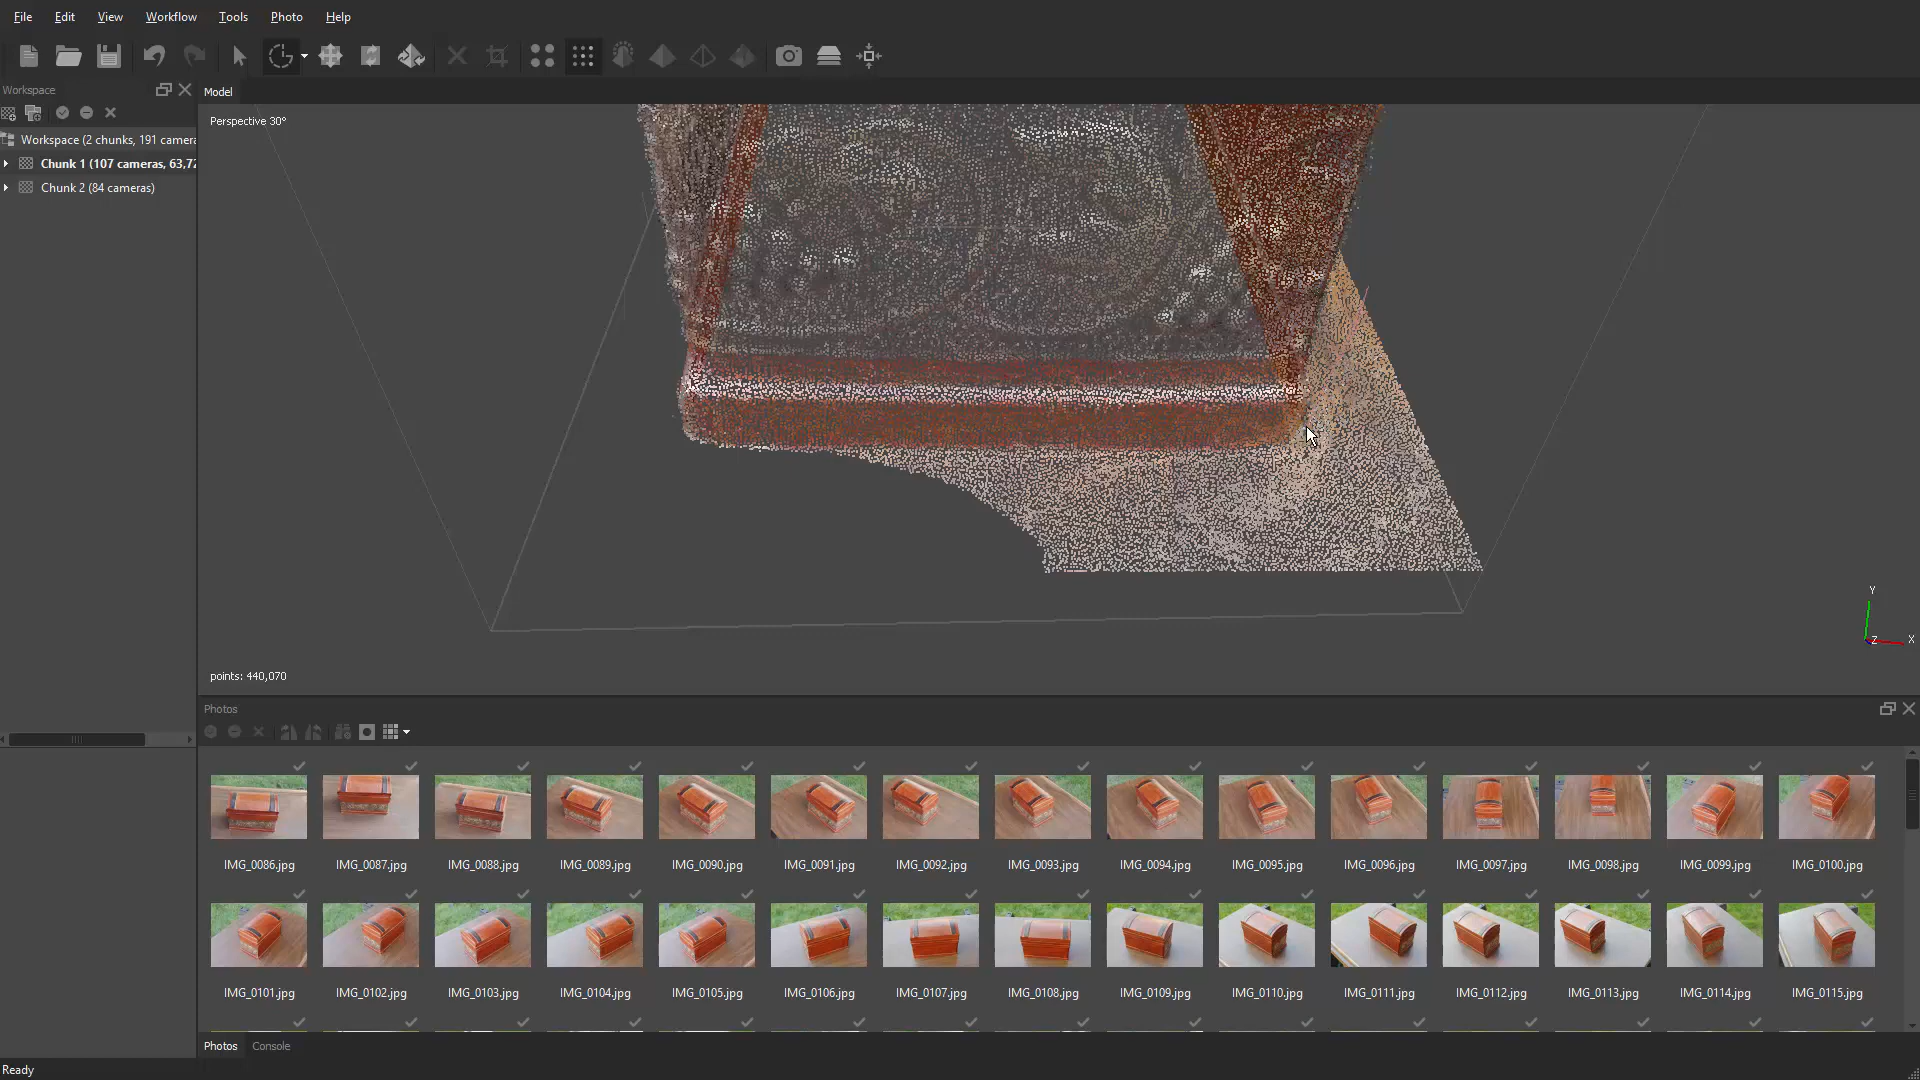 File Edit View Workflow Tools Photo Help
Workspace
Model
Perspective 30°
Workspace (2 chunks, 191 camera
Chunk 1 (107 cameras, 63,72
Chunk 2 (84 cameras)
Y
Z X
points: 440,070
Photos
IMG_0086.jpg IMG_0087.jpg IMG_0088.jpg IMG_0089.jpg IMG_0090.jpg IMG_0091.jpg IMG_0092.jpg IMG_0093.jpg IMG_0094.jpg IMG_0095.jpg IMG_0096.jpg IMG_0097.jpg IMG_0098.jpg IMG_0099.jpg IMG_0100.jpg
IMG_0101.jpg IMG_0102.jpg IMG_0103.jpg IMG_0104.jpg IMG_0105.jpg IMG_0106.jpg IMG_0107.jpg IMG_0108.jpg IMG_0109.jpg IMG_0110.jpg IMG_0111.jpg IMG_0112.jpg IMG_0113.jpg IMG_0114.jpg IMG_0115.jpg
Photos Console
Ready